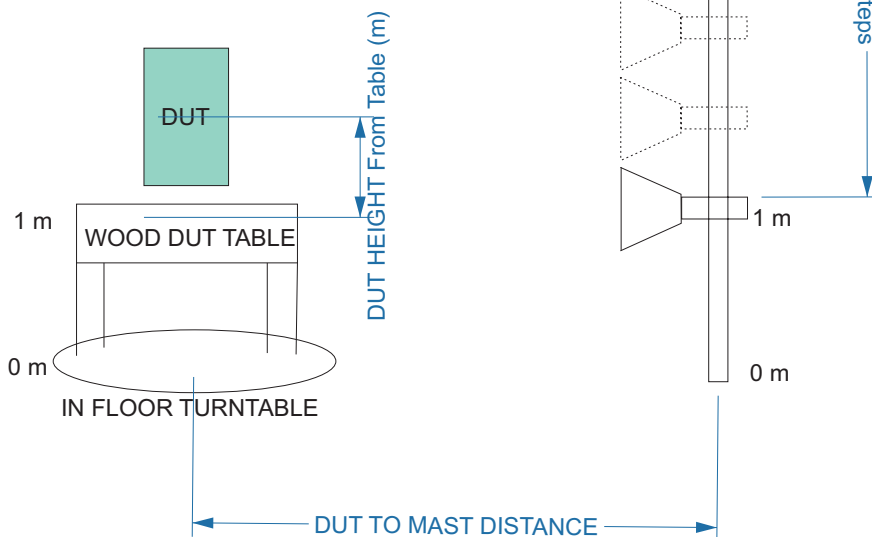 DUT
DUT HEIGHT From Table (m)
teps
1 m
WOOD DUT TABLE
1 m
0 m
0 m
IN FLOOR TURNTABLE
DUT TO MAST DISTANCE